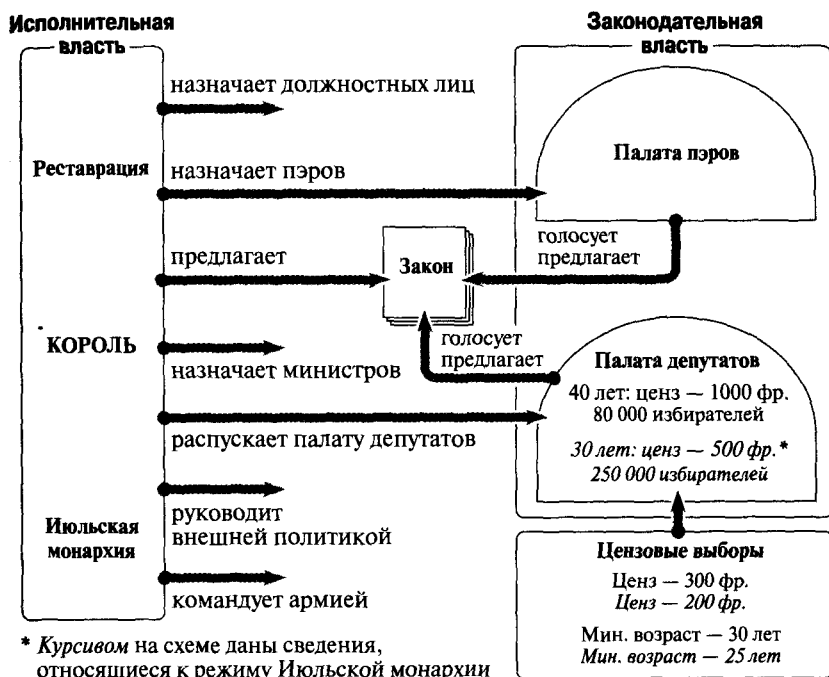 Исполнительная
власть
Законодательная
власть
назначает должностных лиц
Палата пэров
Реставрация
назначает пэров
голосует
предлагает
предлагает
Закон
КОРОЛЬ
голосует
предлагает
назначает министров
Палата депутатов
40 лет: ценз — 1000 фр.
80 000 избирателей
распускает палату депутатов
30 лет: ценз — 500 фр.*
250 000 избирателей
Июльская
монархия
руководит
внешней политикой
Цензовые выборы
Ценз — 300 фр.
Ценз — 200 фр.
командует армией
Мин. возраст — 30 лет
Мин. возраст — 25 лет
* Курсивом на схеме даны сведения,
относящиеся к режиму Июльской монархии